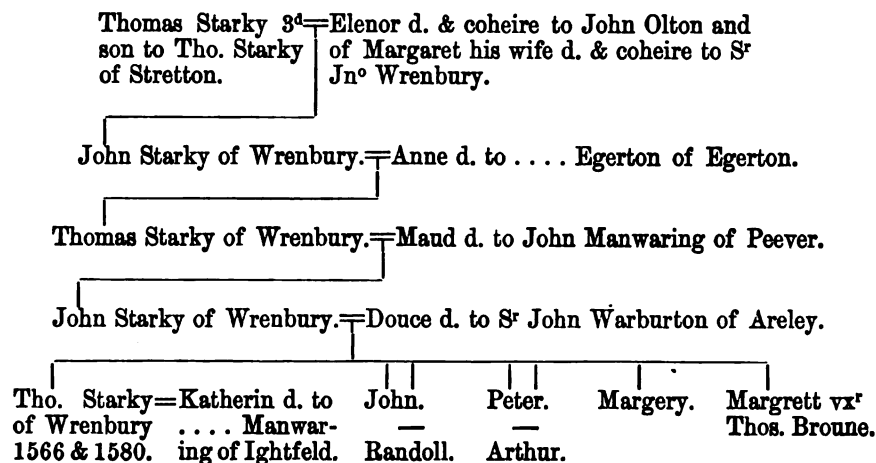 Thomas Starky 3ᵈ=Elenor d. & coheire to John Olton and
son to Tho. Starky of Margaret his wife d. & coheire to Sʳ
of Stretton. Jnᵒ Wrenbury.
John Starky of Wrenbury.=Anne d. to . . . . Egerton of Egerton.
Thomas Starky of Wrenbury.=Maud d. to John Manwaring of Peever.
John Starky of Wrenbury.=Douce d. to Sʳ John Warburton of Areley.
Tho. Starky=Katherin d. to John. Peter. Margery. Margrett vxʳ
of Wrenbury . . . . Manwar- — — Thos. Broune.
1566 & 1580. ing of Ightfeld. Randoll. Arthur.